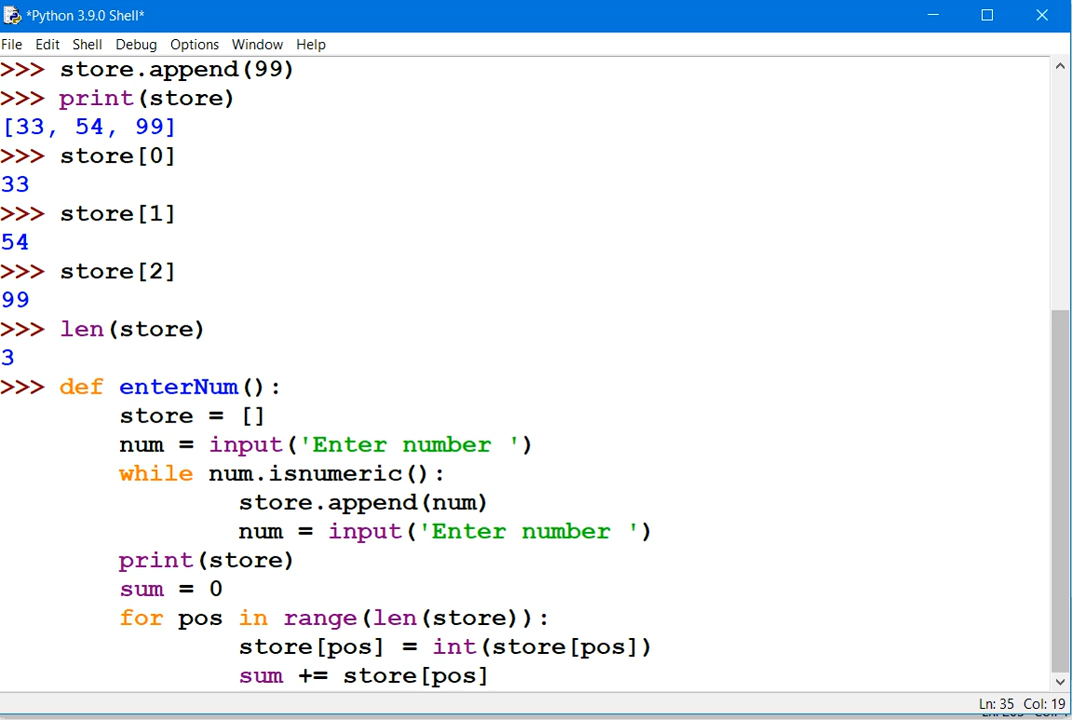 *Python 3.9.0 Shell*
File Edit Shell Debug Options Window Help
>>> store.append(99)
>>> print(store)
[33, 54, 99]
>>> store[0]
33
>>> store[1]
54
>>> store[2]
99
>>> len(store)
3
>>> def enterNum():
        store = []
        num = input('Enter number ')
        while num.isnumeric():
                store.append(num)
                num = input('Enter number ')
        print(store)
        sum = 0
        for pos in range(len(store)):
                store[pos] = int(store[pos])
                sum += store[pos]
Ln: 35 Col: 19